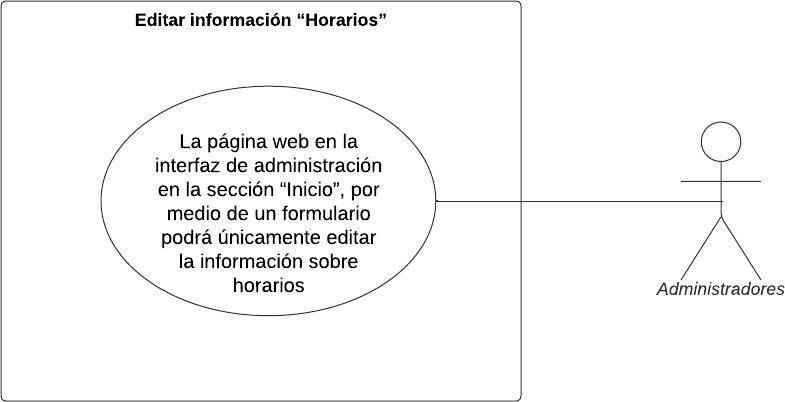 Editar información “Horarios”
La página web en la
interfaz de administración
en la sección “Inicio”, por
medio de un formulario
podrá únicamente editar
la información sobre
horarios
Administradores